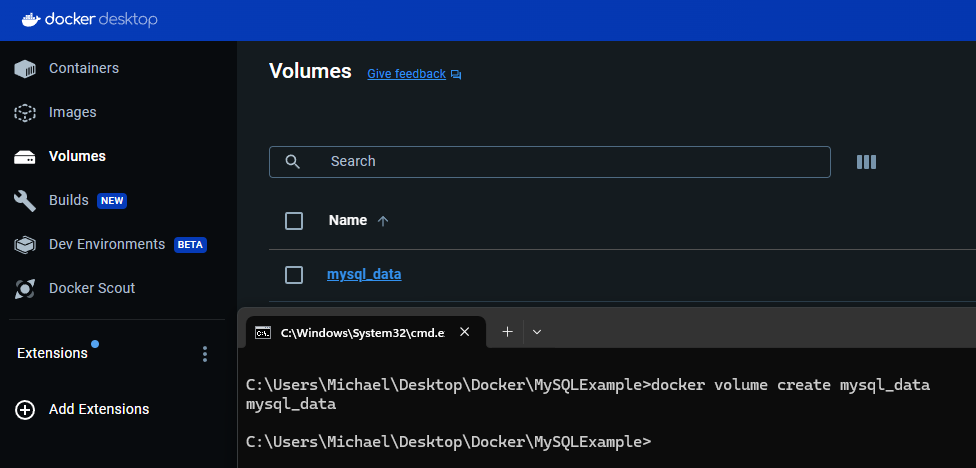 docker desktop
Containers
Images
Volumes
Builds NEW
Dev Environments BETA
Docker Scout
Extensions
Add Extensions
Volumes Give feedback
Search
Name
mysql_data
C:\Windows\System32\cmd.e
C:\Users\Michael\Desktop\Docker\MySQLExample>docker volume create mysql_data
mysql_data
C:\Users\Michael\Desktop\Docker\MySQLExample>